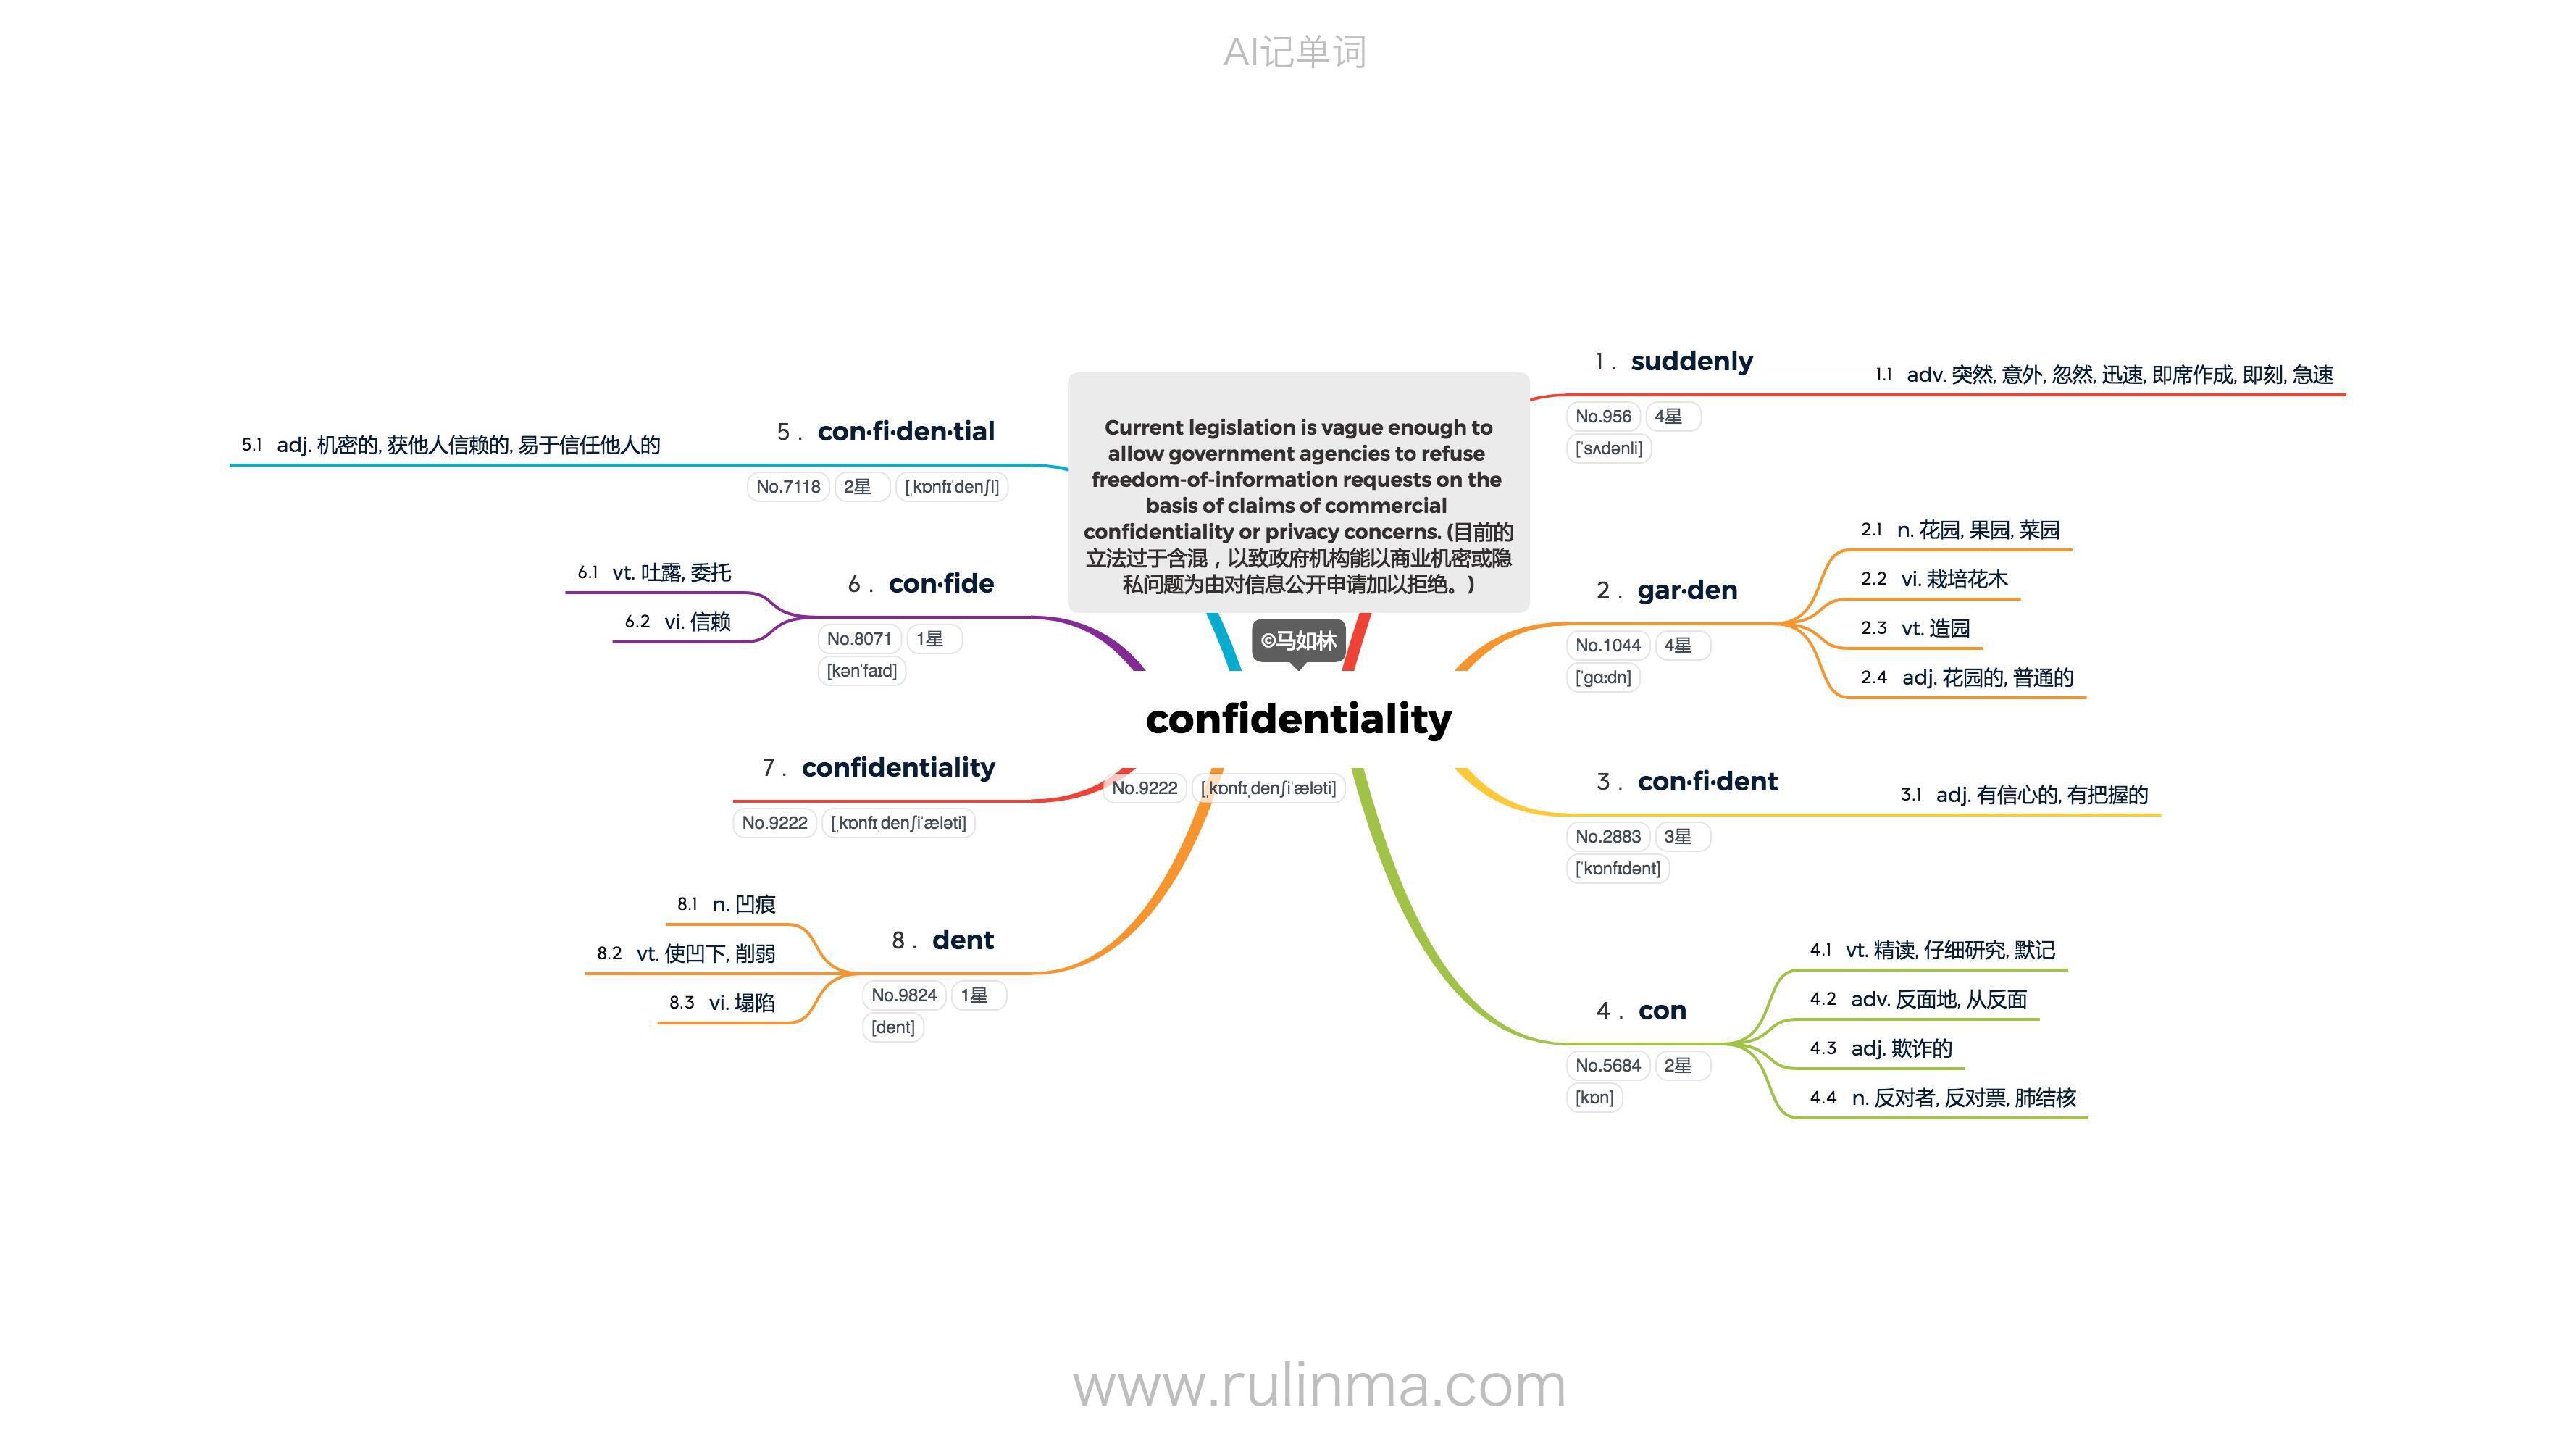 AI记单词
Current legislation is vague enough to
allow government agencies to refuse
freedom-of-information requests on the
basis of claims of commercial
confidentiality or privacy concerns. (目前的
立法过于含混，以致政府机构能以商业机密或隐
私问题为由对信息公开申请加以拒绝。)
©马如林
confidentiality
No.9222 [ˌkɒnfɪˌdenʃiˈæləti]
1 . suddenly
No.956 4星
[ˈsʌdənli]
1.1 adv. 突然, 意外, 忽然, 迅速, 即席作成, 即刻, 急速
2 . gar·den
No.1044 4星
[ˈɡɑːdn]
2.1 n. 花园, 果园, 菜园
2.2 vi. 栽培花木
2.3 vt. 造园
2.4 adj. 花园的, 普通的
3 . con·fi·dent
No.2883 3星
[ˈkɒnfɪdənt]
3.1 adj. 有信心的, 有把握的
4 . con
No.5684 2星
[kɒn]
4.1 vt. 精读, 仔细研究, 默记
4.2 adv. 反面地, 从反面
4.3 adj. 欺诈的
4.4 n. 反对者, 反对票, 肺结核
5 . con·fi·den·tial
No.7118 2星 [ˌkɒnfɪˈdenʃl]
5.1 adj. 机密的, 获他人信赖的, 易于信任他人的
6 . con·fide
No.8071 1星
[kənˈfaɪd]
6.1 vt. 吐露, 委托
6.2 vi. 信赖
7 . confidentiality
No.9222 [ˌkɒnfɪˌdenʃiˈæləti]
8 . dent
No.9824 1星
[dent]
8.1 n. 凹痕
8.2 vt. 使凹下, 削弱
8.3 vi. 塌陷
www.rulinma.com